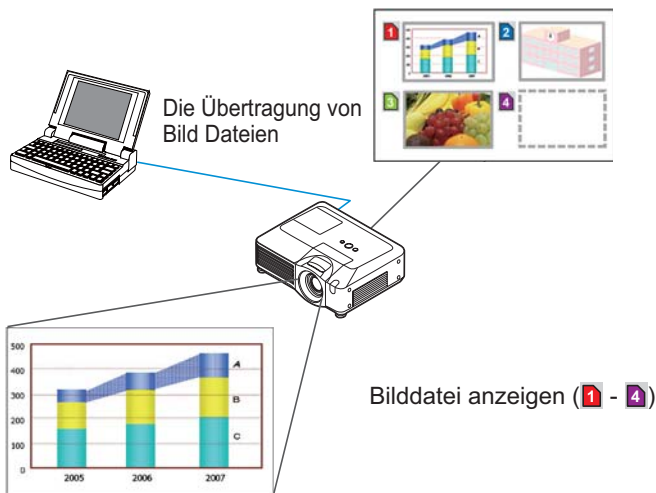 1
2
3
4
Die Übertragung von
Bild Dateien
500
400
300
200
100
0
A
B
C
2005 2006 2007
Bilddatei anzeigen (1 - 4)